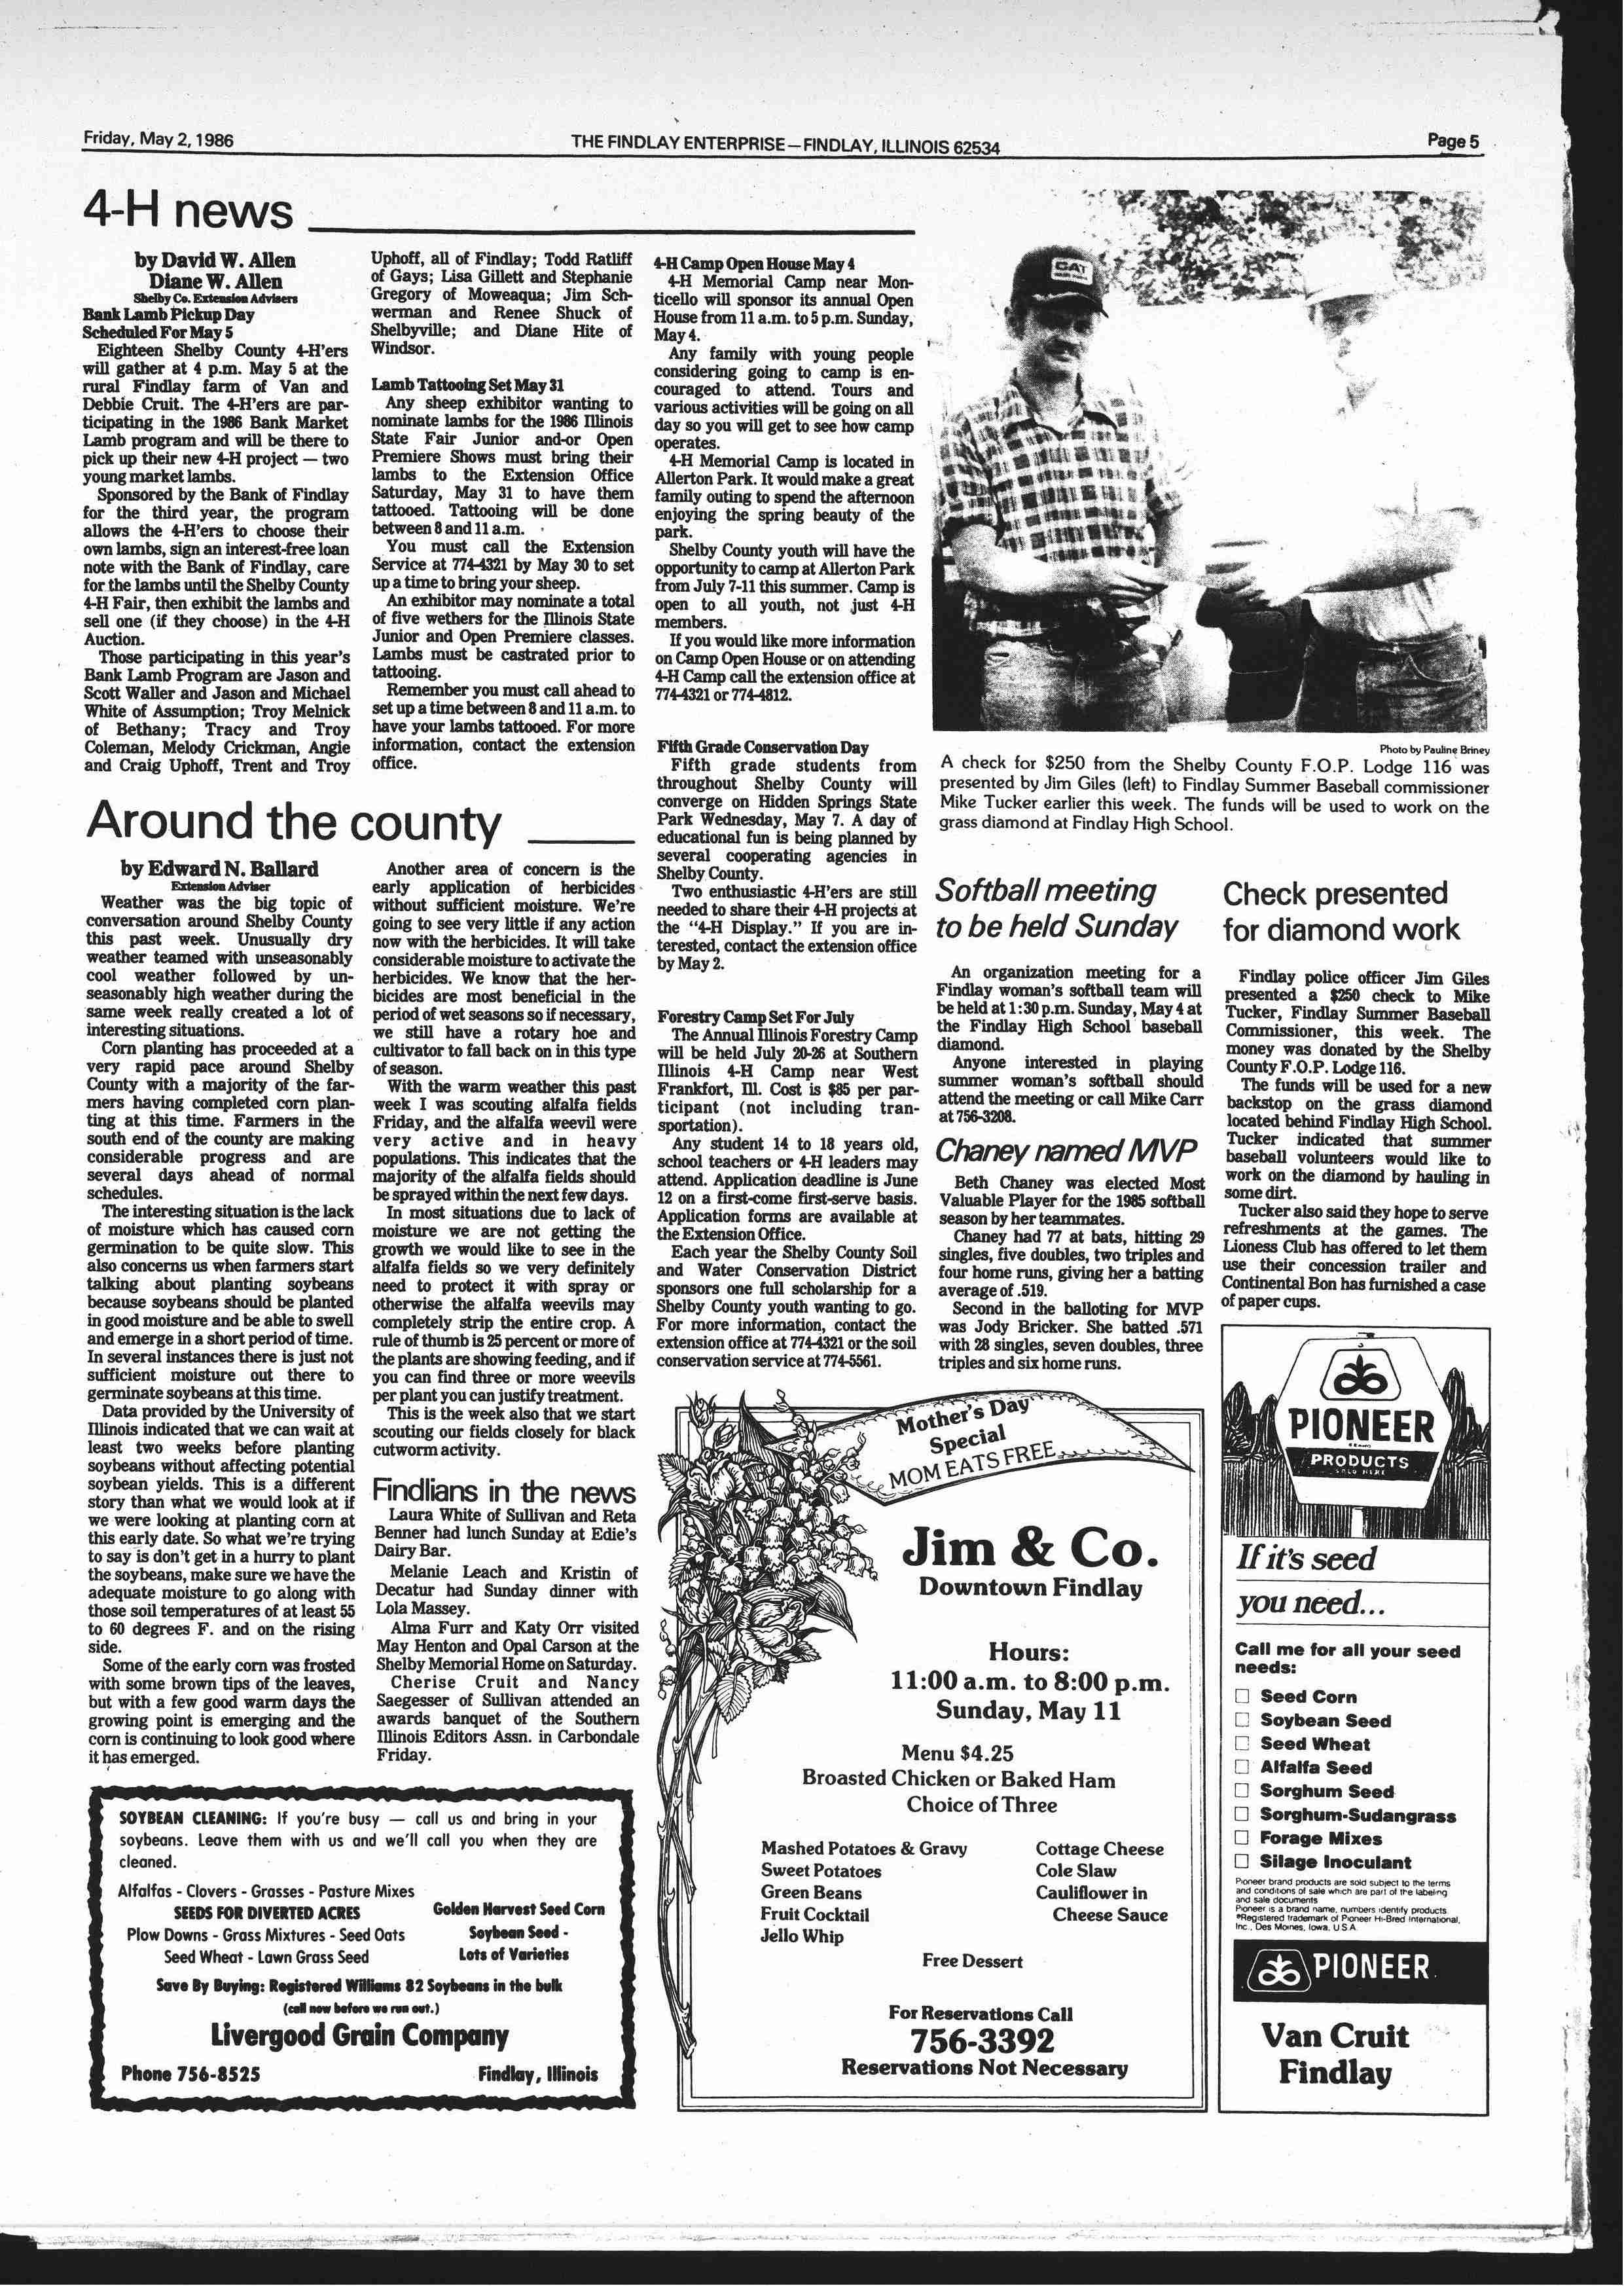 Friday, May 2, 1986
THE FINDLAY ENTERPRISE—FINDLAY, ILLINOIS 62534
Page 5
4-H news
by David W. Allen
Diane W. Allen
Shelby Co. Extension Advisers
Bank Lamb Pickup Day
Scheduled For May 5
Eighteen Shelby County 4-H'ers
will gather at 4 p.m. May 5 at the
rural Findlay farm of Van and
Debbie Cruit. The 4-H'ers are par-
ticipating in the 1986 Bank Market
Lamb program and will be there to
pick up their new 4-H project — two
young market lambs.
Sponsored by the Bank of Findlay
for the third year, the program
allows the 4-H'ers to choose their
own lambs, sign an interest-free loan
note with the Bank of Findlay, care
for the lambs until the Shelby County
4-H Fair, then exhibit the lambs and
sell one (if they choose) in the 4-H
Auction.
Those participating in this year's
Bank Lamb Program are Jason and
Scott Waller and Jason and Michael
White of Assumption; Troy Melnick
of Bethany; Tracy and Troy
Coleman, Melody Crickman, Angie
and Craig Uphoff, Trent and Troy
Uphoff, all of Findlay; Todd Ratliff
of Gays; Lisa Gillett and Stephanie
Gregory of Moweaqua; Jim Sch-
werman and Renee Shuck of
Shelbyville; and Diane Hite of
Windsor.
Lamb Tattooing Set May 31
Any sheep exhibitor wanting to
nominate lambs for the 1986 Illinois
State Fair Junior and-or Open
Premiere Shows must bring their
lambs to the Extension Office
Saturday, May 31 to have them
tattooed. Tattooing will be done
between 8 and 11 a.m.
You must call the Extension
Service at 774-4321 by May 30 to set
up a time to bring your sheep.
An exhibitor may nominate a total
of five wethers for the Illinois State
Junior and Open Premiere classes.
Lambs must be castrated prior to
tattooing.
Remember you must call ahead to
set up a time between 8 and 11 a.m. to
have your lambs tattooed. For more
information, contact the extension
office.
4-H Camp Open House May 4
4-H Memorial Camp near Mon-
ticello will sponsor its annual Open
House from 11 a.m. to 5 p.m. Sunday,
May 4.
Any family with young people
considering going to camp is en-
couraged to attend. Tours and
various activities will be going on all
day so you will get to see how camp
operates.
4-H Memorial Camp is located in
Allerton Park. It would make a great
family outing to spend the afternoon
enjoying the spring beauty of the
park.
Shelby County youth will have the
opportunity to camp at Allerton Park
from July 7-11 this summer. Camp is
open to all youth, not just 4-H
members.
If you would like more information
on Camp Open House or on attending
4-H Camp call the extension office at
774-4321 or 774-4812.
Fifth Grade Conservation Day
Fifth grade students from
throughout Shelby County will
converge on Hidden Springs State
Park Wednesday, May 7. A day of
educational fun is being planned by
several cooperating agencies in
Shelby County.
Two enthusiastic 4-H'ers are still
needed to share their 4-H projects at
the "4-H Display." If you are in-
terested, contact the extension office
by May 2.
Forestry Camp Set For July
The Annual Illinois Forestry Camp
will be held July 20-26 at Southern
Illinois 4-H Camp near West
Frankfort, Ill. Cost is $85 per par-
ticipant (not including tran-
sportation).
Any student 14 to 18 years old,
school teachers or 4-H leaders may
attend. Application deadline is June
12 on a first-come first-serve basis.
Application forms are available at
the Extension Office.
Each year the Shelby County Soil
and Water Conservation District
sponsors one full scholarship for a
Shelby County youth wanting to go.
For more information, contact the
extension office at 774-4321 or the soil
conservation service at 774-5561.
CAT
Photo by Pauline Briney
A check for $250 from the Shelby County F.O.P. Lodge 116 was
presented by Jim Giles (left) to Findlay Summer Baseball commissioner
Mike Tucker earlier this week. The funds will be used to work on the
grass diamond at Findlay High School.
Around the county
by Edward N. Ballard
Extension Adviser
Weather was the big topic of
conversation around Shelby County
this past week. Unusually dry
weather teamed with unseasonably
cool weather followed by un-
seasonably high weather during the
same week really created a lot of
interesting situations.
Corn planting has proceeded at a
very rapid pace around Shelby
County with a majority of the far-
mers having completed corn plan-
ting at this time. Farmers in the
south end of the county are making
considerable progress and are
several days ahead of normal
schedules.
The interesting situation is the lack
of moisture which has caused corn
germination to be quite slow. This
also concerns us when farmers start
talking about planting soybeans
because soybeans should be planted
in good moisture and be able to swell
and emerge in a short period of time.
In several instances there is just not
sufficient moisture out there to
germinate soybeans at this time.
Data provided by the University of
Illinois indicated that we can wait at
least two weeks before planting
soybeans without affecting potential
soybean yields. This is a different
story than what we would look at if
we were looking at planting corn at
this early date. So what we're trying
to say is don't get in a hurry to plant
the soybeans, make sure we have the
adequate moisture to go along with
those soil temperatures of at least 55
to 60 degrees F. and on the rising
side.
Some of the early corn was frosted
with some brown tips of the leaves,
but with a few good warm days the
growing point is emerging and the
corn is continuing to look good where
it has emerged.
Another area of concern is the
early application of herbicides
without sufficient moisture. We're
going to see very little if any action
now with the herbicides. It will take
considerable moisture to activate the
herbicides. We know that the her-
bicides are most beneficial in the
period of wet seasons so if necessary,
we still have a rotary hoe and
cultivator to fall back on in this type
of season.
With the warm weather this past
week I was scouting alfalfa fields
Friday, and the alfalfa weevil were
very active and in heavy
populations. This indicates that the
majority of the alfalfa fields should
be sprayed within the next few days.
In most situations due to lack of
moisture we are not getting the
growth we would like to see in the
alfalfa fields so we very definitely
need to protect it with spray or
otherwise the alfalfa weevils may
completely strip the entire crop. A
rule of thumb is 25 percent or more of
the plants are showing feeding, and if
you can find three or more weevils
per plant you can justify treatment.
This is the week also that we start
scouting our fields closely for black
cutworm activity.
Findlians in the news
Laura White of Sullivan and Reta
Benner had lunch Sunday at Edie's
Dairy Bar.
Melanie Leach and Kristin of
Decatur had Sunday dinner with
Lola Massey.
Alma Furr and Katy Orr visited
May Henton and Opal Carson at the
Shelby Memorial Home on Saturday.
Cherise Cruit and Nancy
Saegesser of Sullivan attended an
awards banquet of the Southern
Illinois Editors Assn. in Carbondale
Friday.
Softball meeting
to be held Sunday
An organization meeting for a
Findlay woman's softball team will
be held at 1:30 p.m. Sunday, May 4 at
the Findlay High School baseball
diamond.
Anyone interested in playing
summer woman's softball should
attend the meeting or call Mike Carr
at 756-3208.
Chaney named MVP
Beth Chaney was elected Most
Valuable Player for the 1985 softball
season by her teammates.
Chaney had 77 at bats, hitting 29
singles, five doubles, two triples and
four home runs, giving her a batting
average of .519.
Second in the balloting for MVP
was Jody Bricker. She batted .571
with 28 singles, seven doubles, three
triples and six home runs.
Check presented
for diamond work
Findlay police officer Jim Giles
presented a $250 check to Mike
Tucker, Findlay Summer Baseball
Commissioner, this week. The
money was donated by the Shelby
County F.O.P. Lodge 116.
The funds will be used for a new
backstop on the grass diamond
located behind Findlay High School.
Tucker indicated that summer
baseball volunteers would like to
work on the diamond by hauling in
some dirt.
Tucker also said they hope to serve
refreshments at the games. The
Lioness Club has offered to let them
use their concession trailer and
Continental Bon has furnished a case
of paper cups.
SOYBEAN CLEANING: If you're busy — call us and bring in your
soybeans. Leave them with us and we'll call you when they are
cleaned.
Alfalfas - Clovers - Grasses - Pasture Mixes
SEEDS FOR DIVERTED ACRES
Plow Downs - Grass Mixtures - Seed Oats
Seed Wheat - Lawn Grass Seed
Golden Harvest Seed Corn
Soybean Seed -
Lots of Varieties
Save By Buying: Registered Williams 82 Soybeans in the bulk
(call now before we run out.)
Livergood Grain Company
Phone 756-8525
Findlay, Illinois
Mother's Day
Special
MOM EATS FREE
Jim & Co.
Downtown Findlay
Hours:
11:00 a.m. to 8:00 p.m.
Sunday, May 11
Menu $4.25
Broasted Chicken or Baked Ham
Choice of Three
Mashed Potatoes & Gravy
Sweet Potatoes
Green Beans
Fruit Cocktail
Jello Whip
Cottage Cheese
Cole Slaw
Cauliflower in
Cheese Sauce
Free Dessert
For Reservations Call
756-3392
Reservations Not Necessary
PIONEER
BRAND
PRODUCTS
SOLD HERE
If it's seed
you need...
Call me for all your seed
needs:
☐ Seed Corn
☐ Soybean Seed
☐ Seed Wheat
☐ Alfalfa Seed
☐ Sorghum Seed
☐ Sorghum-Sudangrass
☐ Forage Mixes
☐ Silage Inoculant
Pioneer brand products are sold subject to the terms
and conditions of sale which are part of the labeling
and sale documents
Pioneer is a brand name, numbers identify products
®Registered trademark of Pioneer Hi-Bred International,
Inc., Des Moines, Iowa, U.S.A.
PIONEER
Van Cruit
Findlay